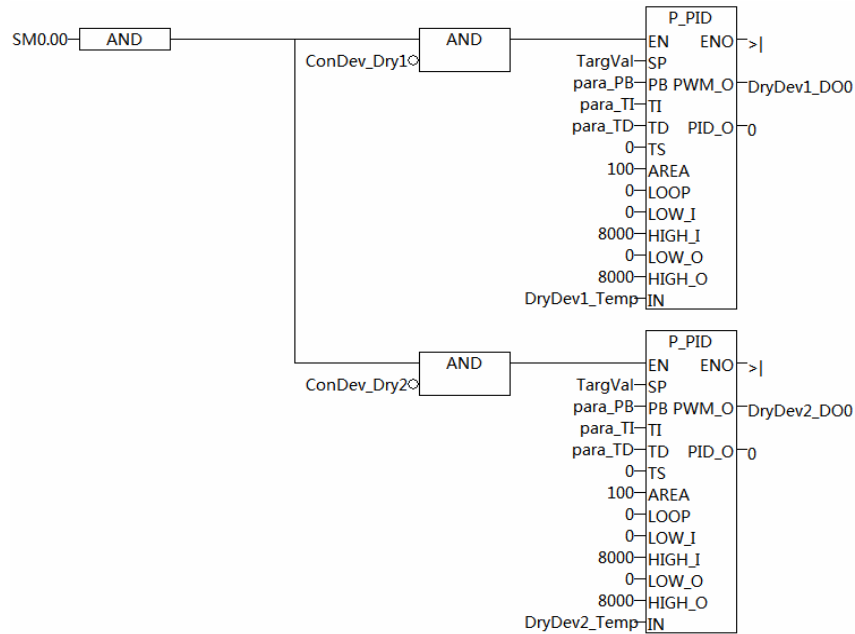 P_PID
SM0.00 AND AND EN ENO >|
ConDev_Dry1 TargVal SP
para_PB PB PWM_O DryDev1_DO0
para_TI TI
para_TD TD PID_O 0
0 TS
100 AREA
0 LOOP
0 LOW_I
8000 HIGH_I
0 LOW_O
8000 HIGH_O
DryDev1_Temp IN
P_PID
AND EN ENO >|
ConDev_Dry2 TargVal SP
para_PB PB PWM_O DryDev2_DO0
para_TI TI
para_TD TD PID_O 0
0 TS
100 AREA
0 LOOP
0 LOW_I
8000 HIGH_I
0 LOW_O
8000 HIGH_O
DryDev2_Temp IN